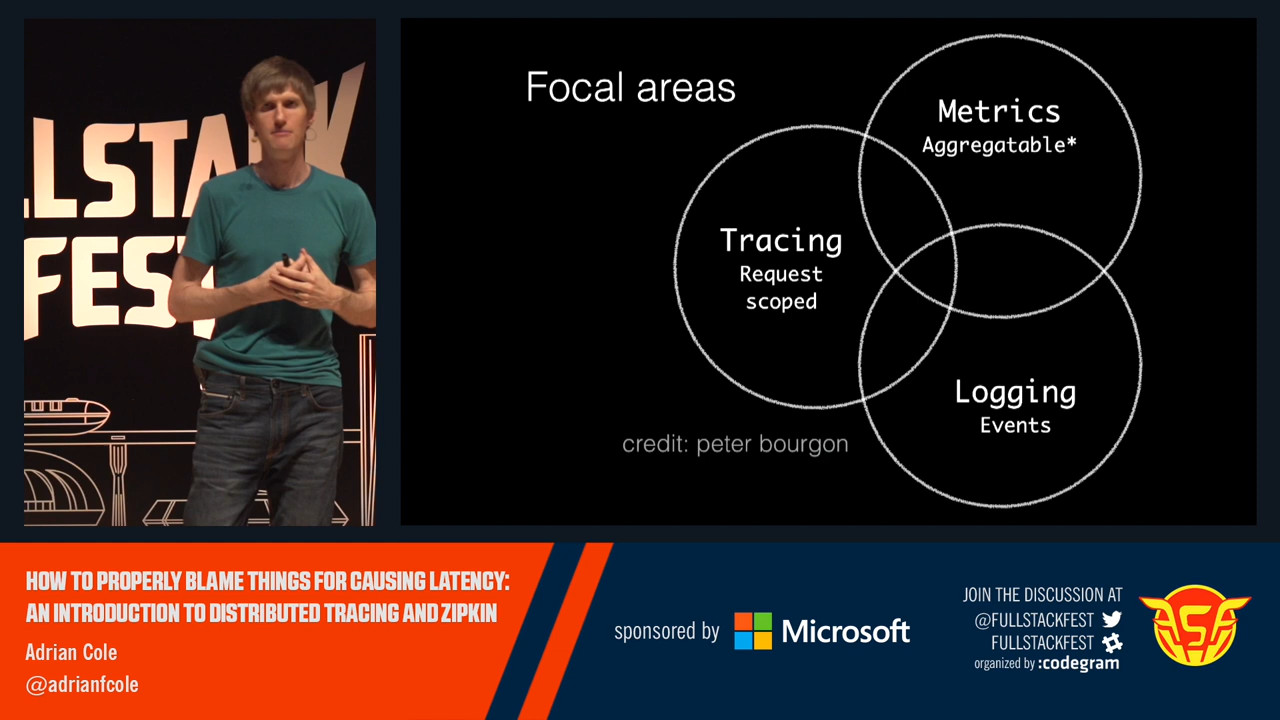 Focal areas
Metrics
Aggregatable*
Tracing
Request
scoped
Logging
Events
credit: peter bourgon
HOW TO PROPERLY BLAME THINGS FOR CAUSING LATENCY:
AN INTRODUCTION TO DISTRIBUTED TRACING AND ZIPKIN
Adrian Cole
@adrianfcole
sponsored by Microsoft
JOIN THE DISCUSSION AT
@FULLSTACKFEST
FULLSTACKFEST
organized by :codegram